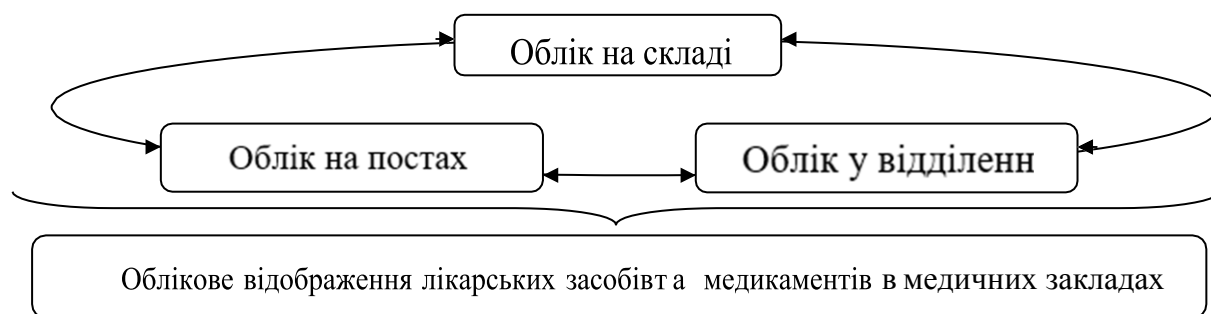 Облік на складі
Облік на постах
Облік у відділенн
Облікове відображення лікарських засобівт а медикаментів в медичних закладах